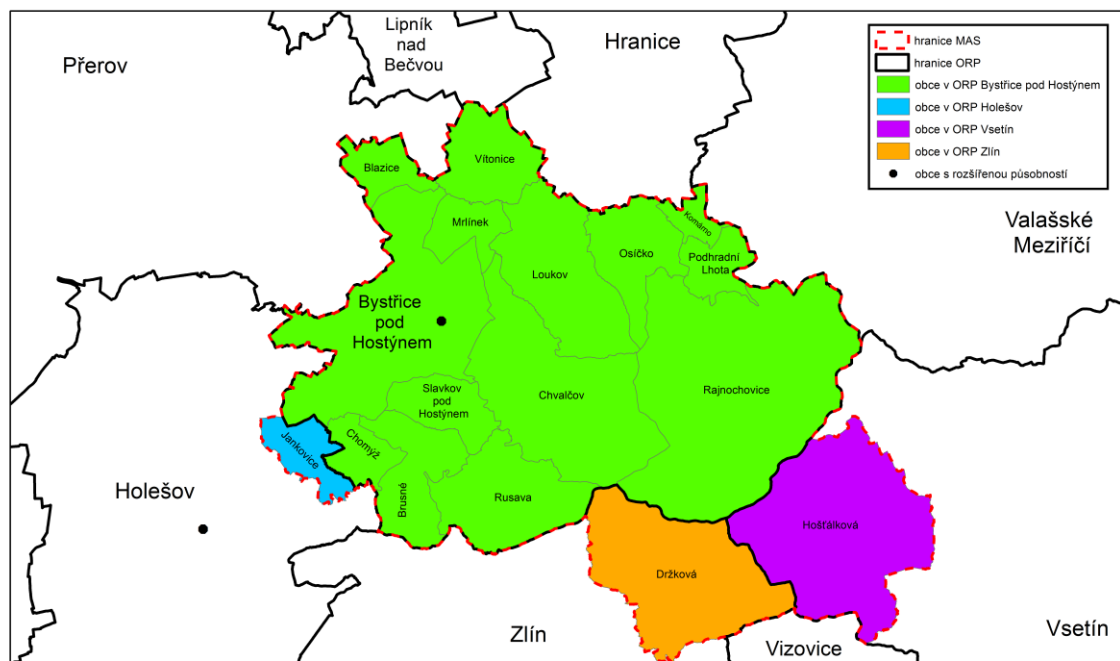 Lipník
nad
Bečvou
Hranice
Přerov
hranice MAS
hranice ORP
obce v ORP Bystřice pod Hostýnem
obce v ORP Holešov
obce v ORP Vsetín
obce v ORP Zlín
obce s rozšířenou působností
Valašské
Meziříčí
Vítonice
Blazice
Mrlínek
Komárno
Osíčko
Podhradní
Lhota
Loukov
Bystřice
pod
Hostýnem
Slavkov
pod
Hostýnem
Chvalčov
Rajnochovice
Jankovice
Chomýž
Holešov
Brusné
Rusava
Hošťálková
Držková
Zlín
Vizovice
Vsetín